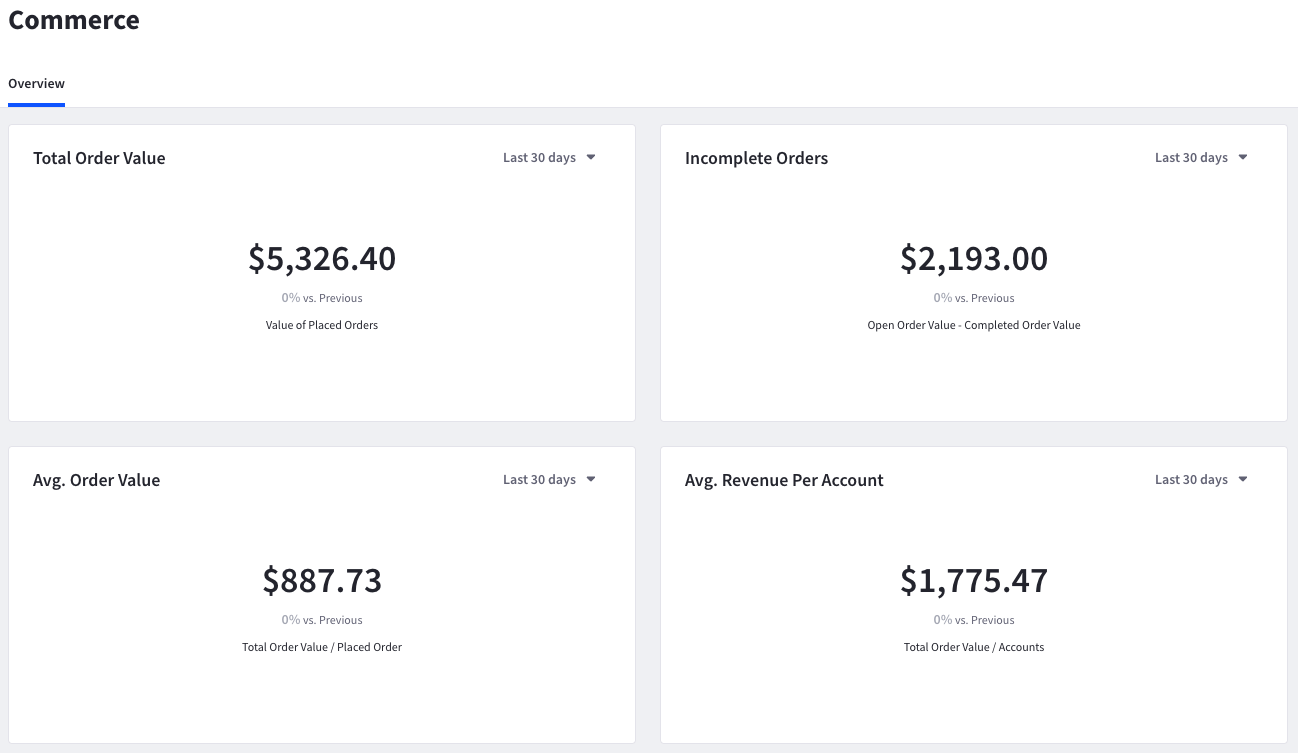 Commerce
Overview
Total Order Value
Last 30 days
$5,326.40
0% vs. Previous
Value of Placed Orders
Incomplete Orders
Last 30 days
$2,193.00
0% vs. Previous
Open Order Value - Completed Order Value
Avg. Order Value
Last 30 days
$887.73
0% vs. Previous
Total Order Value / Placed Order
Avg. Revenue Per Account
Last 30 days
$1,775.47
0% vs. Previous
Total Order Value / Accounts